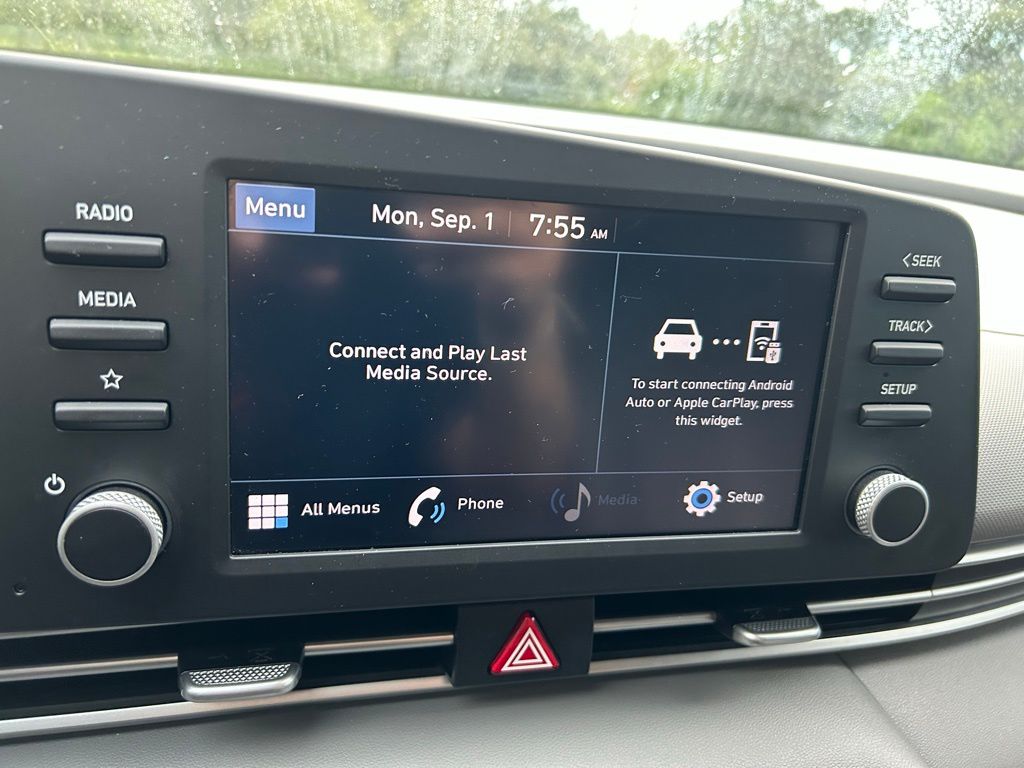 RADIO
MEDIA
Menu
Mon, Sep. 1
7:55 AM
Connect and Play Last
Media Source.
To start connecting Android
Auto or Apple CarPlay, press
this widget.
All Menus
Phone
Media
Setup
<SEEK
TRACK>
SETUP